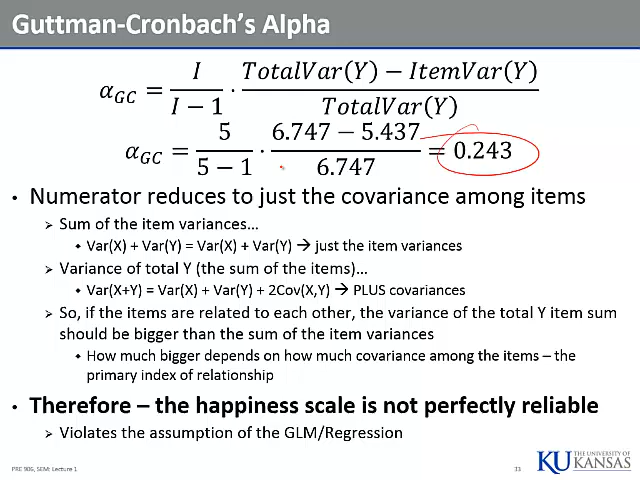 Guttman-Cronbach's Alpha
α_GC = I / (I − 1) · (TotalVar(Y) − ItemVar(Y)) / TotalVar(Y)
α_GC = 5 / (5 − 1) · (6.747 − 5.437) / 6.747 = 0.243
• Numerator reduces to just the covariance among items
➤ Sum of the item variances…
◆ Var(X) + Var(Y) = Var(X) + Var(Y) → just the item variances
➤ Variance of total Y (the sum of the items)…
◆ Var(X+Y) = Var(X) + Var(Y) + 2Cov(X,Y) → PLUS covariances
➤ So, if the items are related to each other, the variance of the total Y item sum
should be bigger than the sum of the item variances
◆ How much bigger depends on how much covariance among the items – the
primary index of relationship
• Therefore – the happiness scale is not perfectly reliable
➤ Violates the assumption of the GLM/Regression
PRE 906, SEM: Lecture 1
33
KU THE UNIVERSITY OF
KANSAS